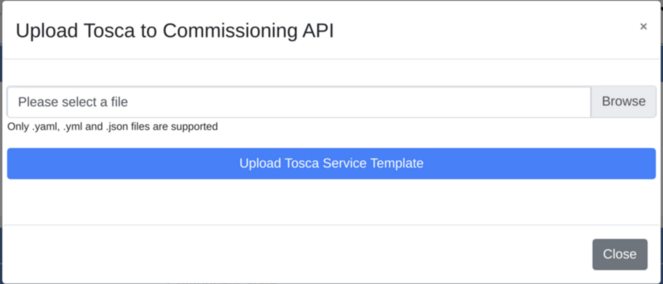 Upload Tosca to Commissioning API
×
Please select a file
Browse
Only .yaml, .yml and .json files are supported
Upload Tosca Service Template
Close